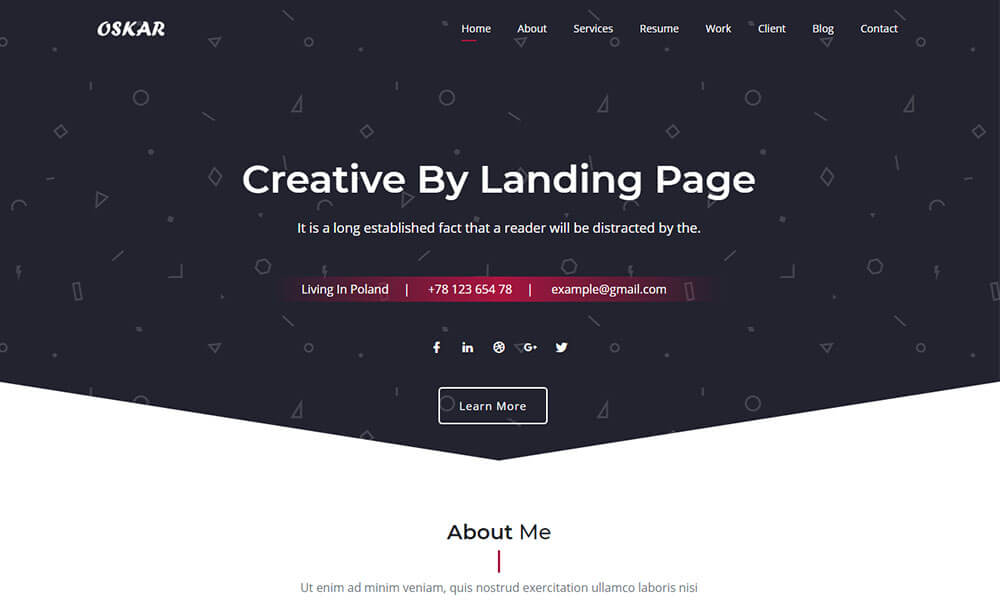 OSKAR Home About Services Resume Work Client Blog Contact
Creative By Landing Page
It is a long established fact that a reader will be distracted by the.
Living In Poland | +78 123 654 78 | example@gmail.com
f in G+
Learn More
About Me
Ut enim ad minim veniam, quis nostrud exercitation ullamco laboris nisi